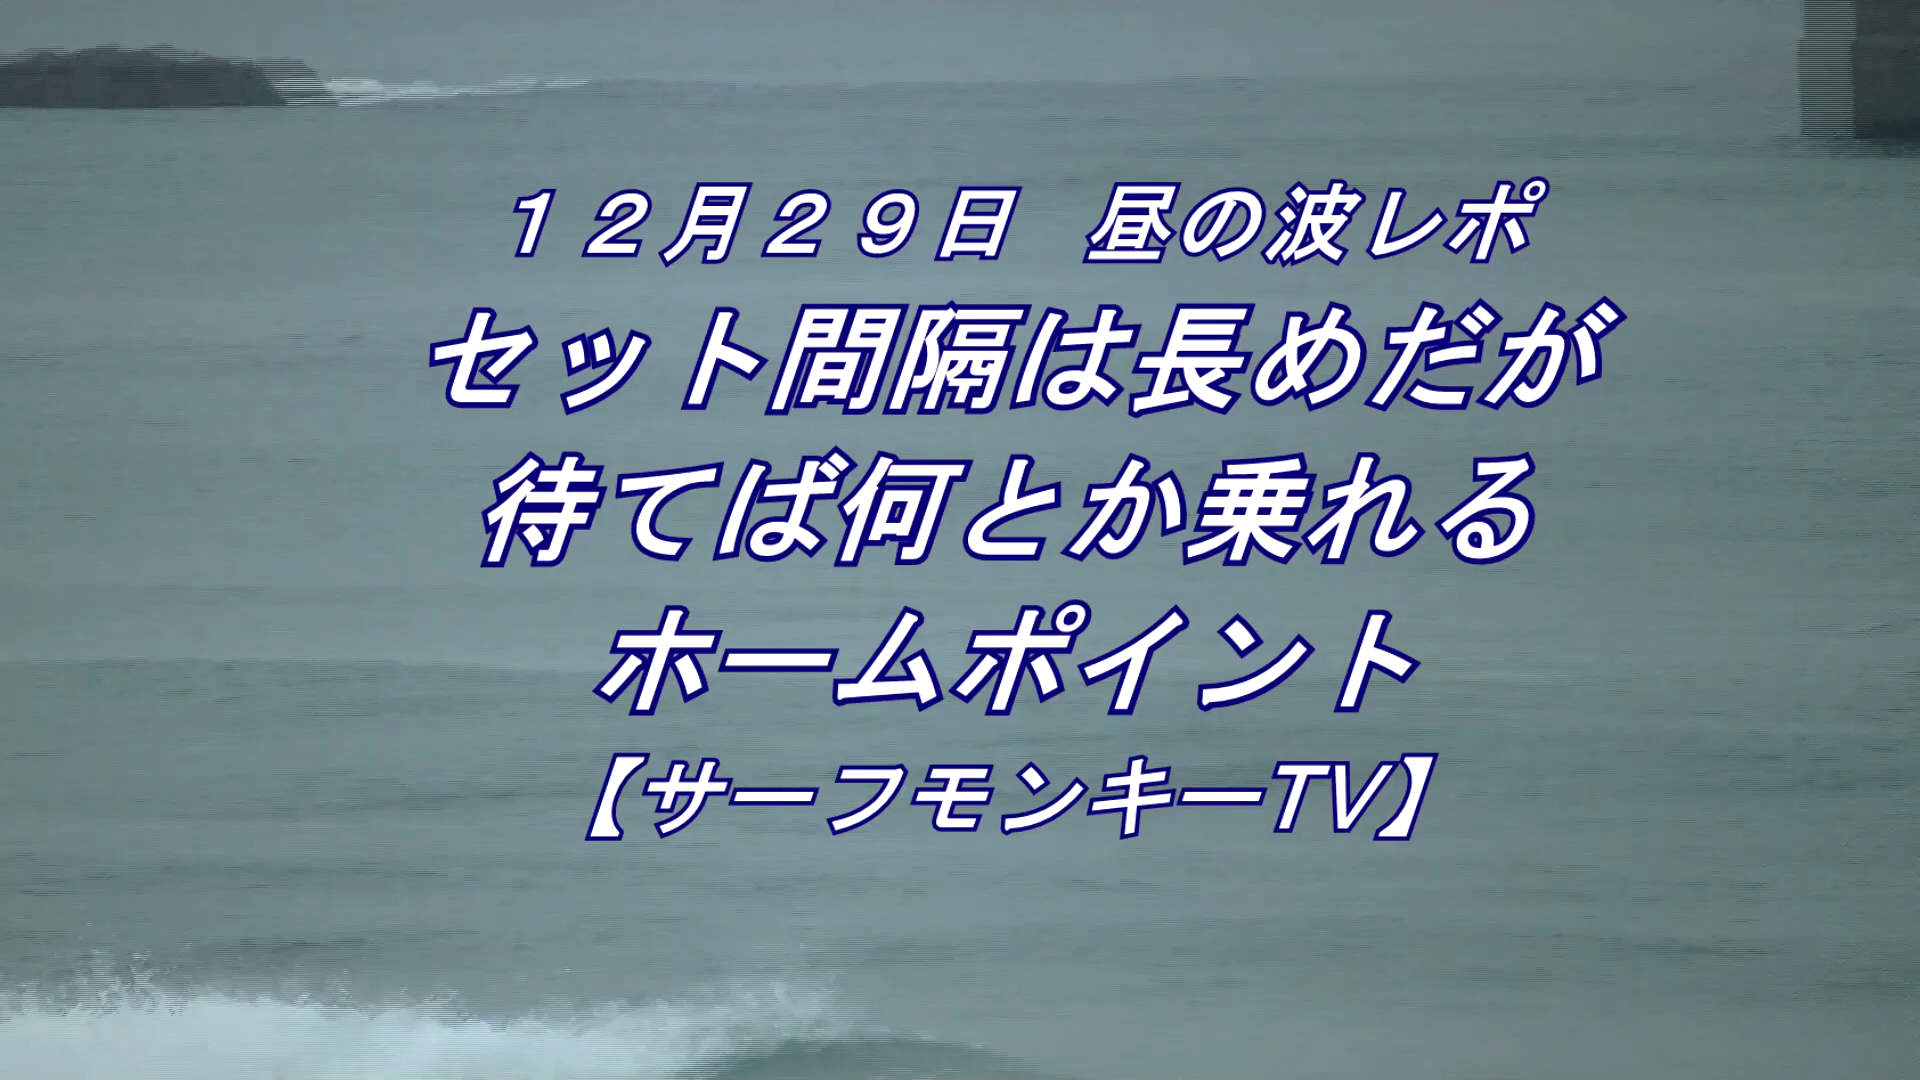 １２月２９日　昼の波レポ
セット間隔は長めだが
待てば何とか乗れる
ホームポイント
【サーフモンキーTV】